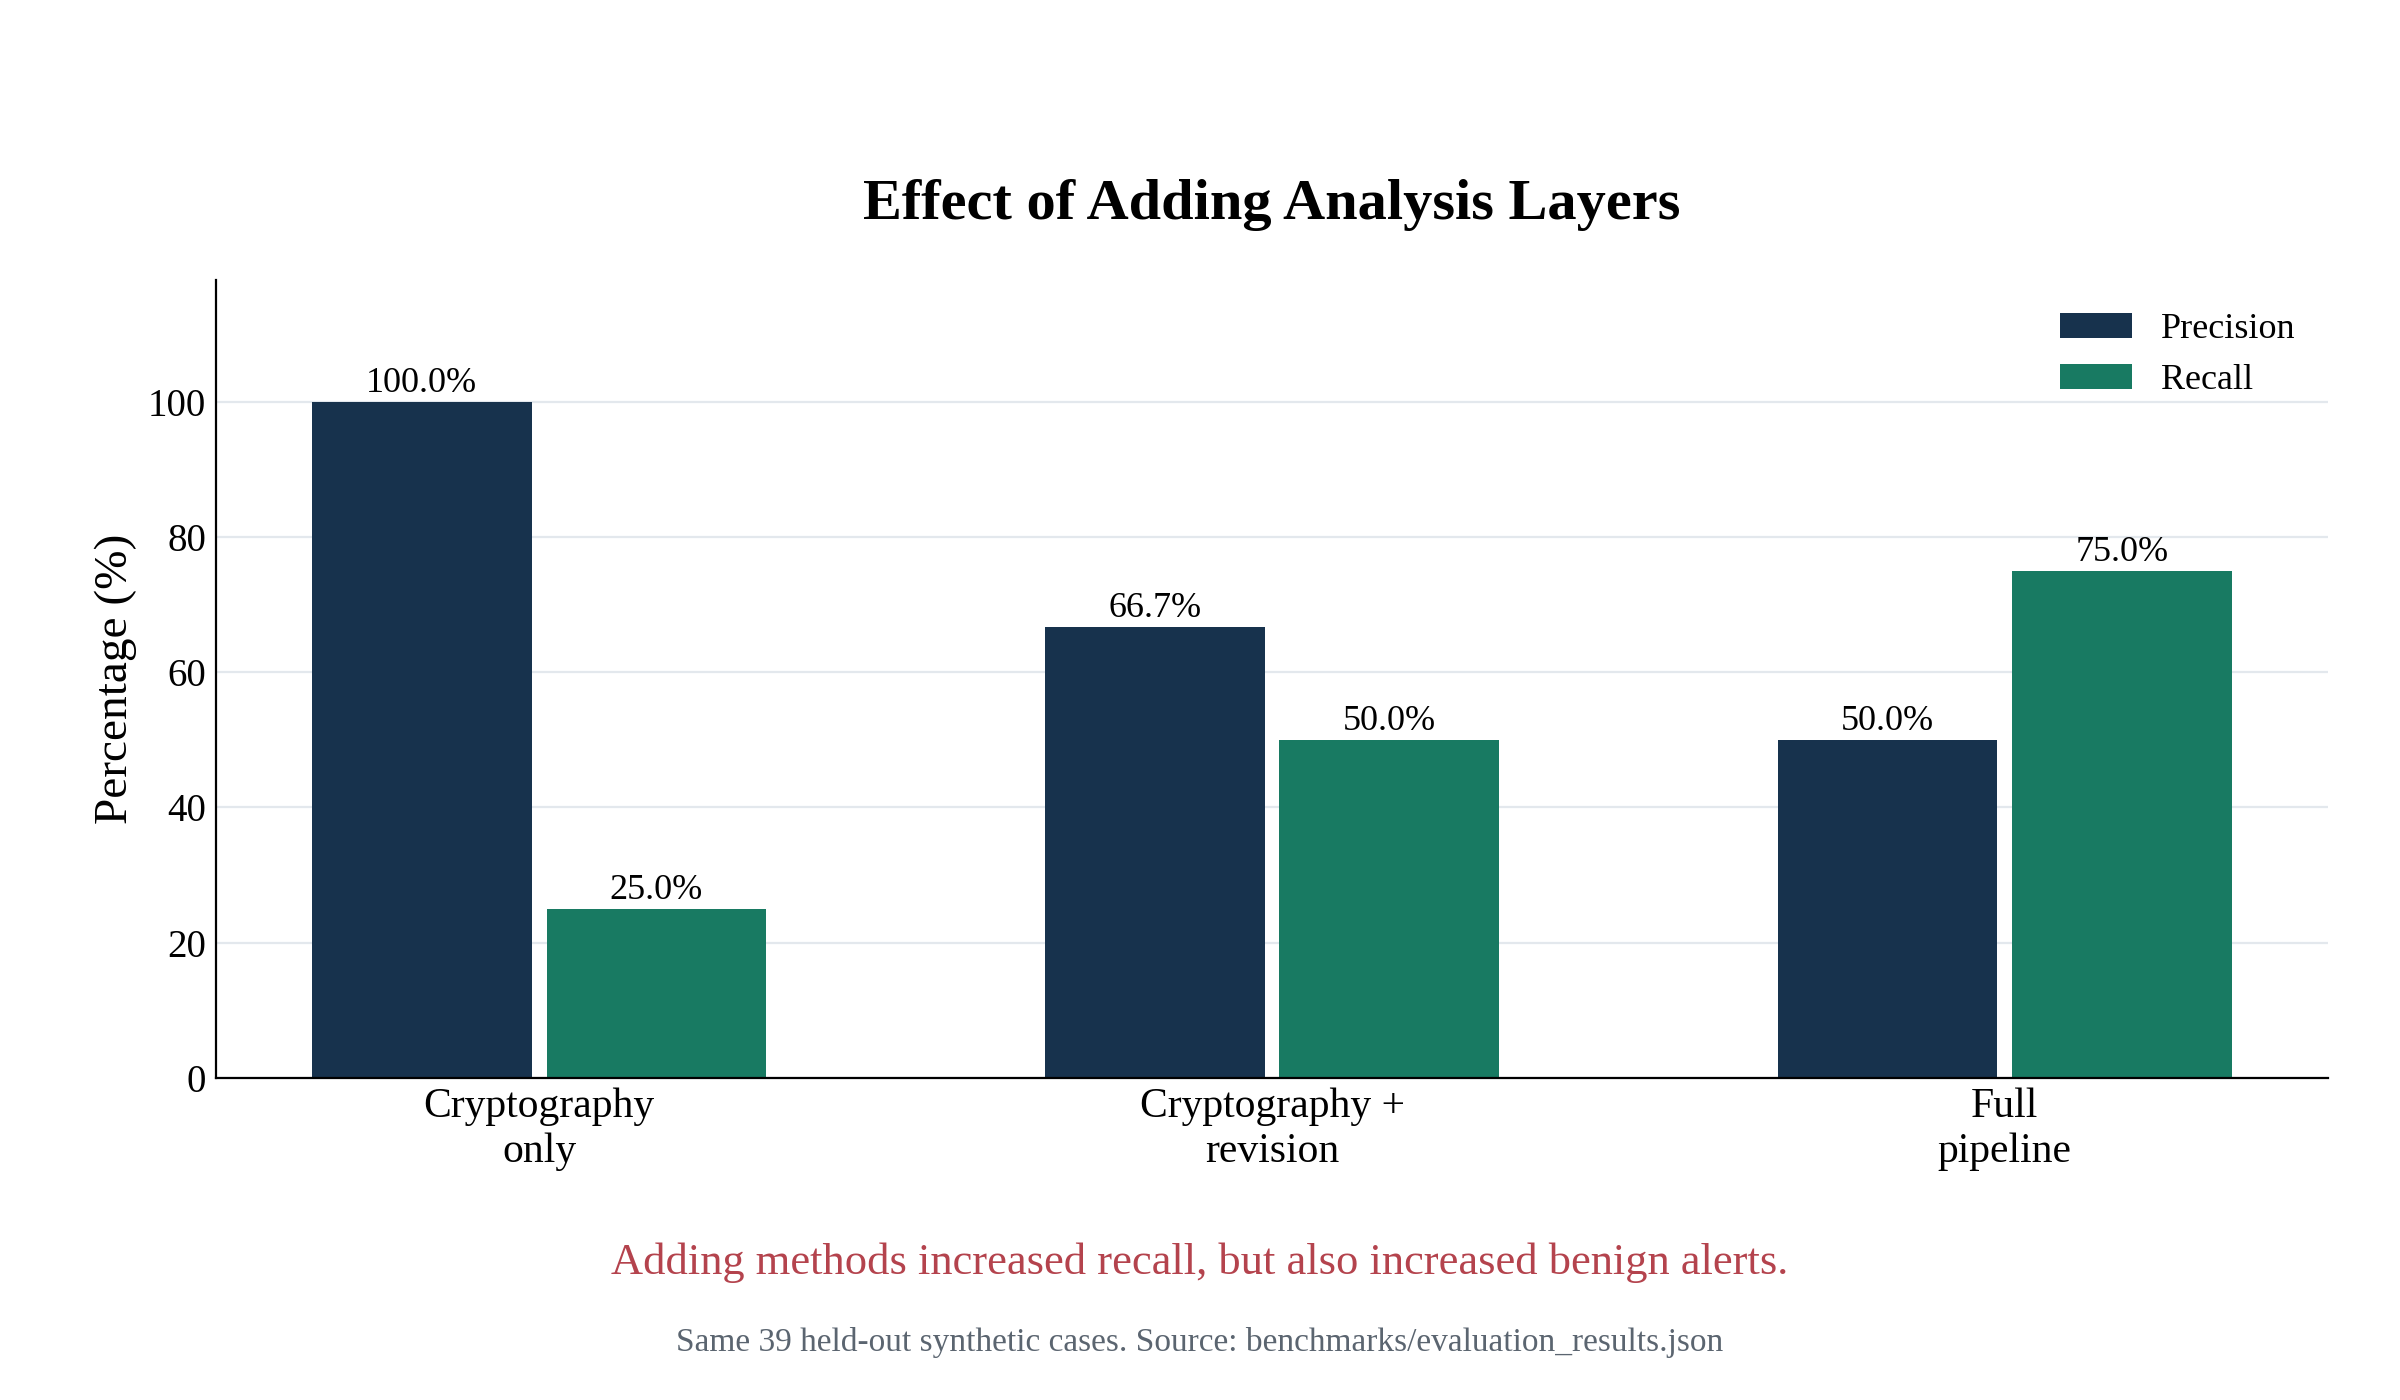 Effect of Adding Analysis Layers
Precision
Recall
Percentage (%)
100
80
60
40
20
0
100.0%
25.0%
66.7%
50.0%
50.0%
75.0%
Cryptography
only
Cryptography +
revision
Full
pipeline
Adding methods increased recall, but also increased benign alerts.
Same 39 held-out synthetic cases. Source: benchmarks/evaluation_results.json